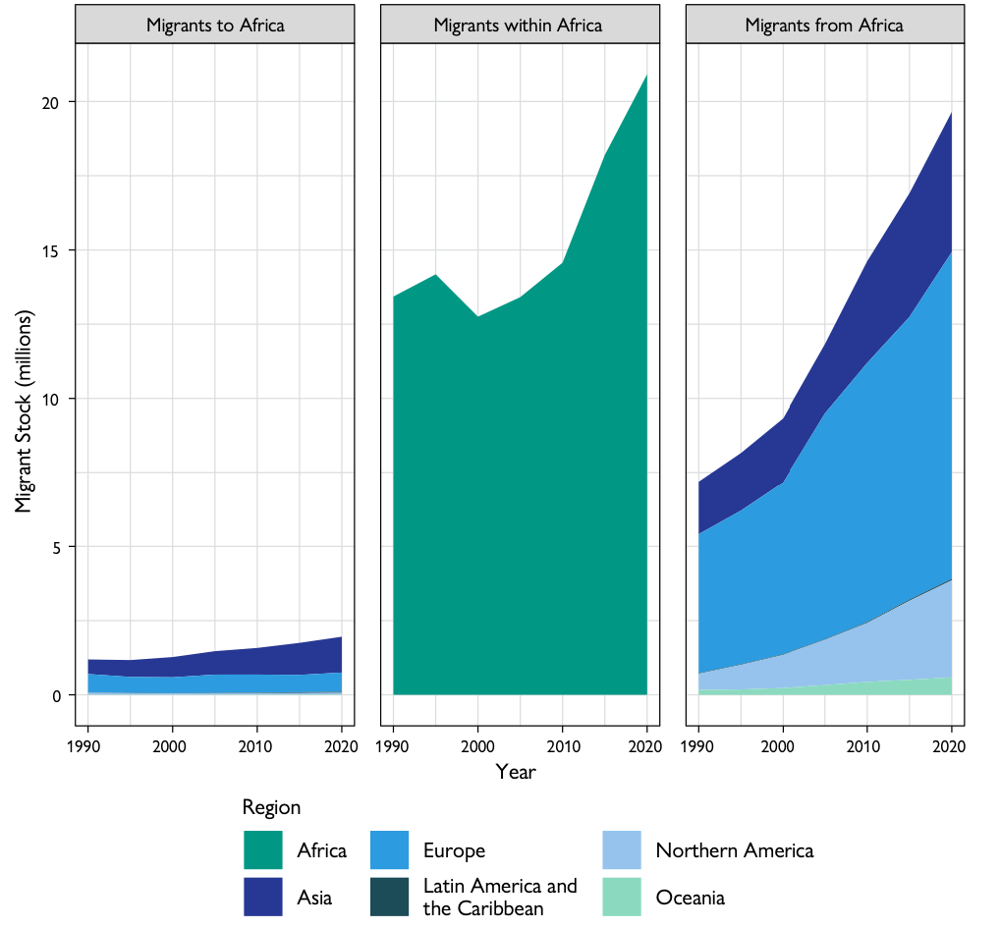 Migrants to Africa
Migrants within Africa
Migrants from Africa
Migrant Stock (millions)
20
15
10
5
0
1990
2000
2010
2020
1990
2000
2010
2020
1990
2000
2010
2020
Year
Region
Africa
Europe
Northern America
Asia
Latin America and
the Caribbean
Oceania